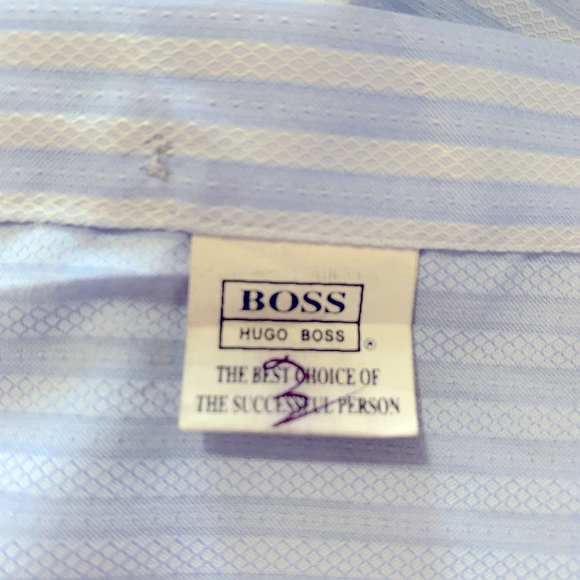 BOSS
HUGO BOSS
®
THE BEST CHOICE OF
THE SUCCESSFUL PERSON